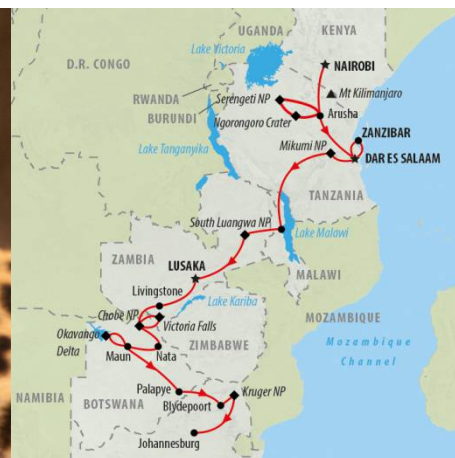 UGANDA
KENYA
Lake Victoria
D.R. CONGO
NAIROBI
RWANDA
Serengeti NP
Mt Kilimanjaro
BURUNDI
Ngorongoro Crater
Arusha
ZANZIBAR
Mikumi NP
Lake Tanganyika
DAR ES SALAAM
TANZANIA
South Luangwa NP
Lake Malawi
ZAMBIA
LUSAKA
MALAWI
Livingstone
Lake Kariba
MOZAMBIQUE
Chobe NP
Okavango
Delta
Victoria Falls
Mozambique
Channel
ZIMBABWE
Maun
Nata
NAMIBIA
Palapye
Kruger NP
BOTSWANA
Blydepoort
Johannesburg